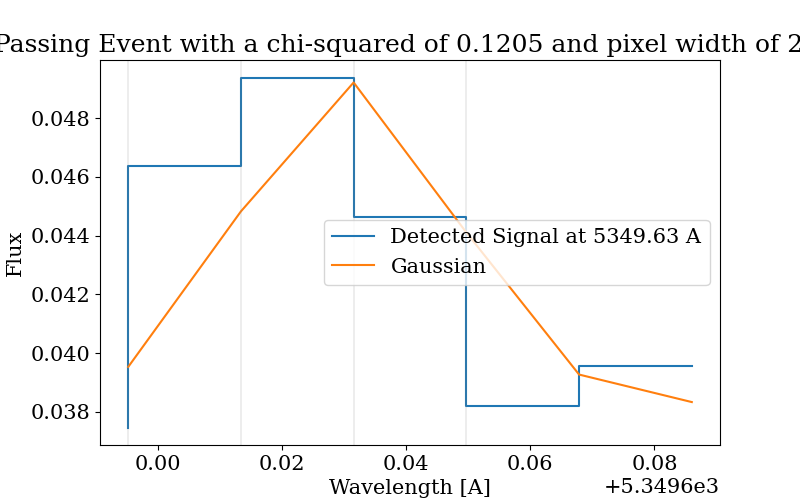 Passing Event with a chi-squared of 0.1205 and pixel width of 2
0.048
0.046
0.044
0.042
0.040
0.038
Flux
Detected Signal at 5349.63 A
Gaussian
0.00
0.02
0.04
0.06
0.08
Wavelength [A]
+5.3496e3